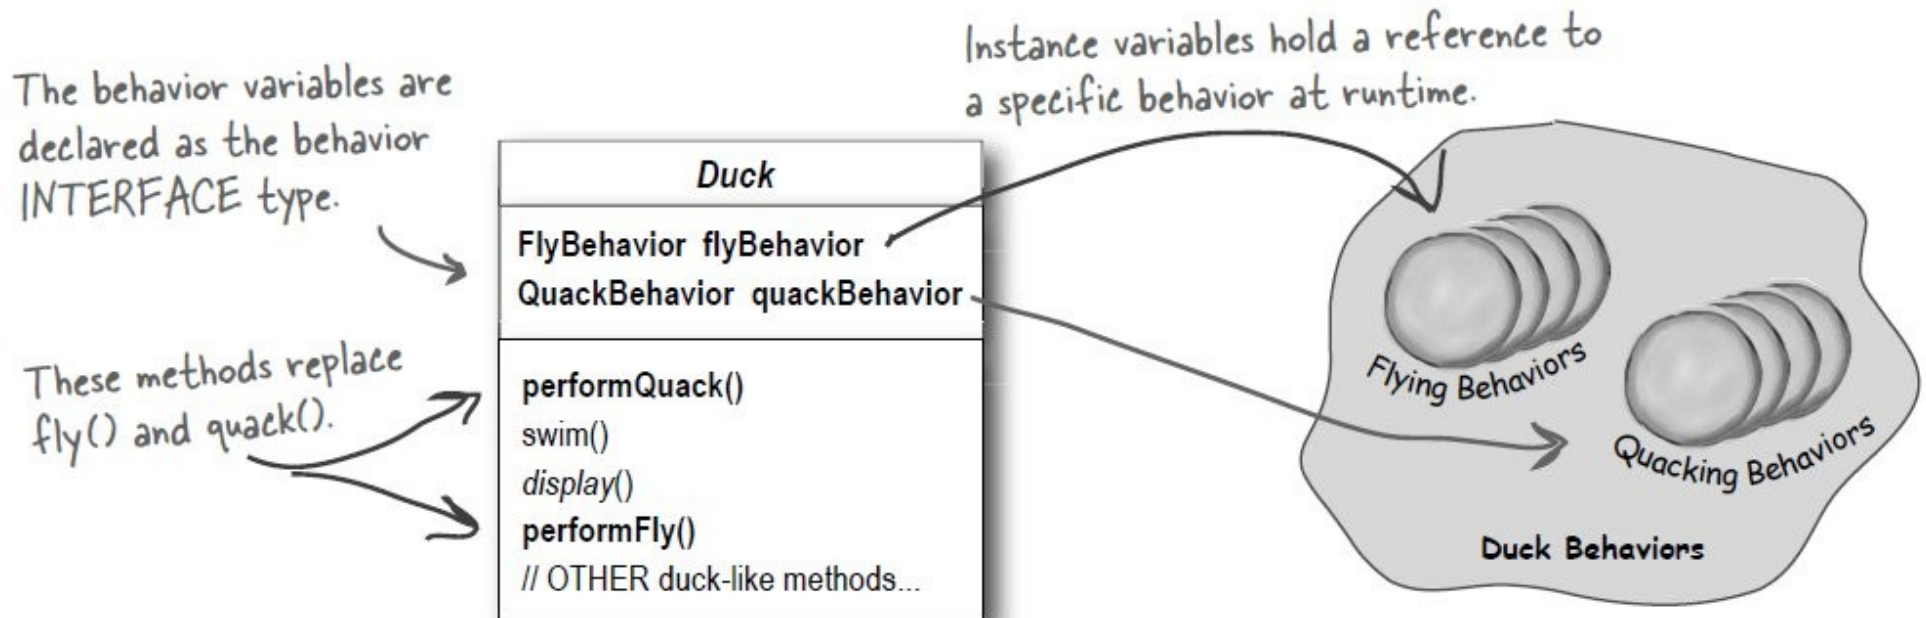 The behavior variables are
declared as the behavior
INTERFACE type.
Instance variables hold a reference to
a specific behavior at runtime.
Duck
FlyBehavior flyBehavior
QuackBehavior quackBehavior
These methods replace
fly() and quack().
performQuack()
swim()
display()
performFly()
// OTHER duck-like methods...
Flying Behaviors
Quacking Behaviors
Duck Behaviors